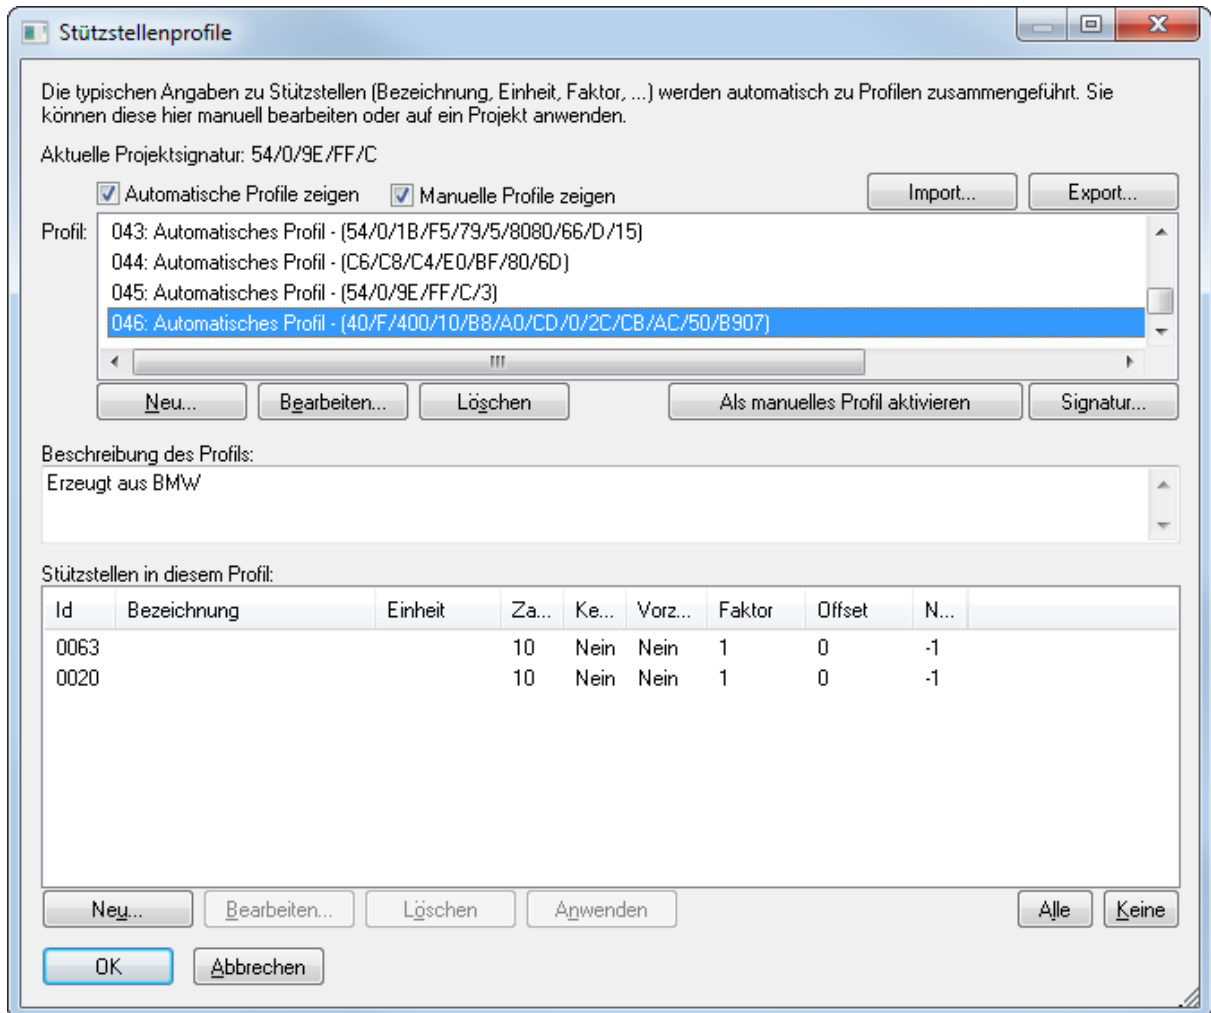 Stützstellenprofile
Die typischen Angaben zu Stützstellen (Bezeichnung, Einheit, Faktor, ...) werden automatisch zu Profilen zusammengeführt. Sie
können diese hier manuell bearbeiten oder auf ein Projekt anwenden.
Aktuelle Projektsignatur: 54/0/9E/FF/C
Automatische Profile zeigen Manuelle Profile zeigen Import... Export...
Profil: 043: Automatisches Profil - (54/0/1B/F5/79/5/8080/66/D/15)
044: Automatisches Profil - (C6/C8/C4/E0/BF/80/6D)
045: Automatisches Profil - (54/0/9E/FF/C/3)
046: Automatisches Profil - (40/F/400/10/B8/A0/CD/0/2C/CB/AC/50/B907)
Neu... Bearbeiten... Löschen Als manuelles Profil aktivieren Signatur...
Beschreibung des Profils:
Erzeugt aus BMW
Stützstellen in diesem Profil:
Id Bezeichnung Einheit Za... Ke... Vorz... Faktor Offset N...
0063 10 Nein Nein 1 0 -1
0020 10 Nein Nein 1 0 -1
Neu... Bearbeiten... Löschen Anwenden Alle Keine
OK Abbrechen